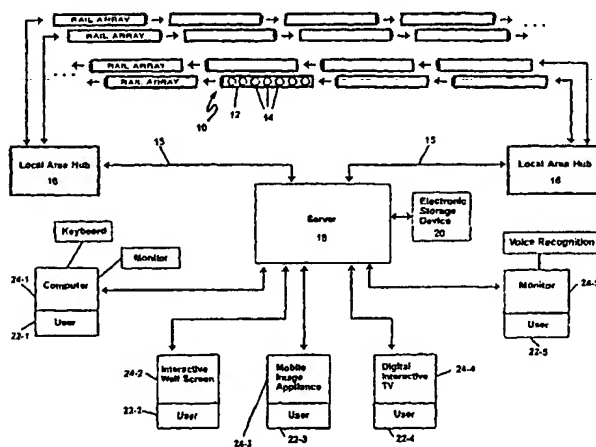 RAIL ARRAY
RAIL ARRAY
RAIL ARRAY
RAIL ARRAY
10
12
14
15
15
Local Area Hub
16
Local Area Hub
16
Server
18
Electronic
Storage
Device
20
Keyboard
Monitor
Voice Recognition
24-1
Computer
User
22-1
Monitor
User
22-5
24-2
Interactive
Wall Screen
User
22-2
Mobile
Image
Appliance
User
24-3
22-3
Digital
Interactive
TV
24-4
User
22-4